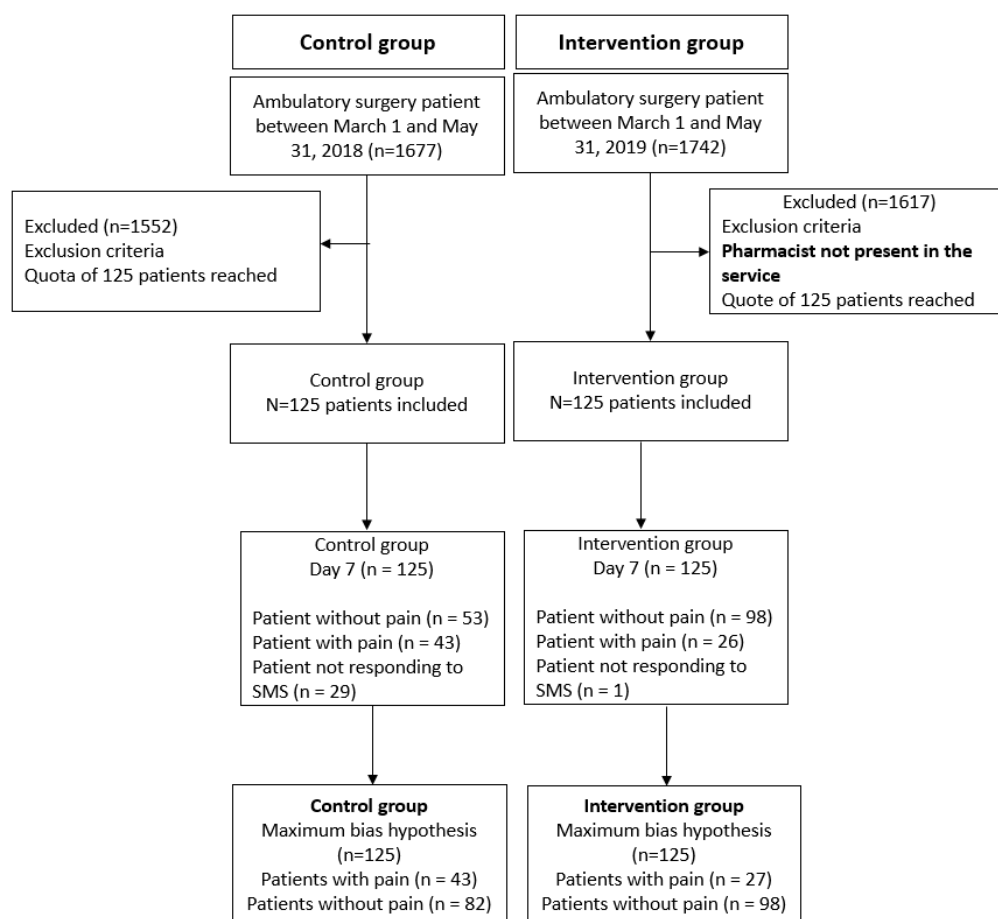 Control group
Intervention group
Ambulatory surgery patient
between March 1 and May
31, 2018 (n=1677)
Ambulatory surgery patient
between March 1 and May
31, 2019 (n=1742)
Excluded (n=1552)
Exclusion criteria
Quota of 125 patients reached
Excluded (n=1617)
Exclusion criteria
Pharmacist not present in the
service
Quote of 125 patients reached
Control group
N=125 patients included
Intervention group
N=125 patients included
Control group
Day 7 (n = 125)
Patient without pain (n = 53)
Patient with pain (n = 43)
Patient not responding to
SMS (n = 29)
Intervention group
Day 7 (n = 125)
Patient without pain (n = 98)
Patient with pain (n = 26)
Patient not responding to
SMS (n = 1)
Control group
Maximum bias hypothesis
(n=125)
Patients with pain (n = 43)
Patients without pain (n = 82)
Intervention group
Maximum bias hypothesis
(n=125)
Patients with pain (n = 27)
Patients without pain (n = 98)